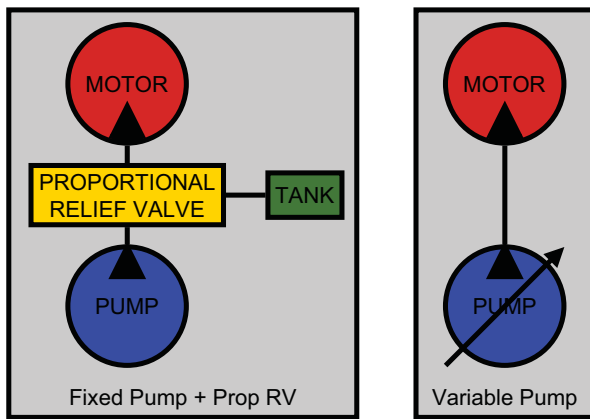 MOTOR
PROPORTIONAL
RELIEF VALVE
TANK
PUMP
Fixed Pump + Prop RV
MOTOR
PUMP
Variable Pump